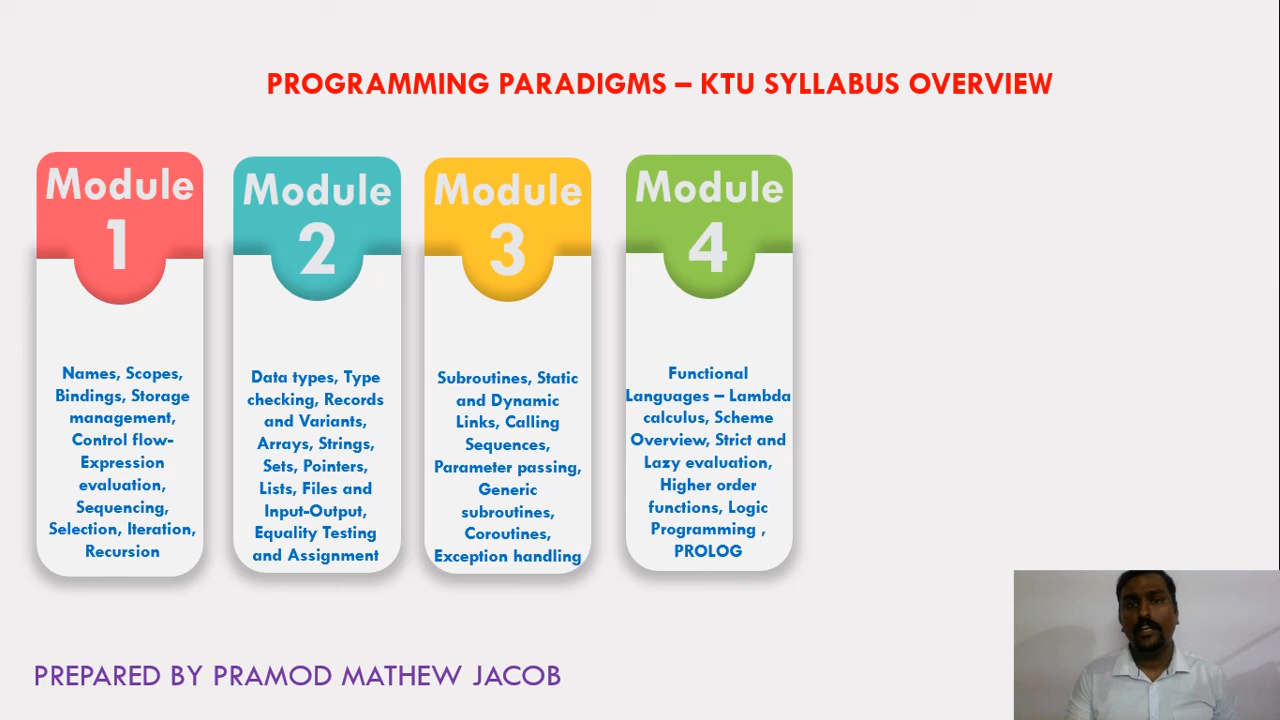 PROGRAMMING PARADIGMS – KTU SYLLABUS OVERVIEW
Module
1
Names, Scopes,
Bindings, Storage
management,
Control flow-
Expression
evaluation,
Sequencing,
Selection, Iteration,
Recursion
Module
2
Data types, Type
checking, Records
and Variants,
Arrays, Strings,
Sets, Pointers,
Lists, Files and
Input-Output,
Equality Testing
and Assignment
Module
3
Subroutines, Static
and Dynamic
Links, Calling
Sequences,
Parameter passing,
Generic
subroutines,
Coroutines,
Exception handling
Module
4
Functional
Languages – Lambda
calculus, Scheme
Overview, Strict and
Lazy evaluation,
Higher order
functions, Logic
Programming ,
PROLOG
PREPARED BY PRAMOD MATHEW JACOB